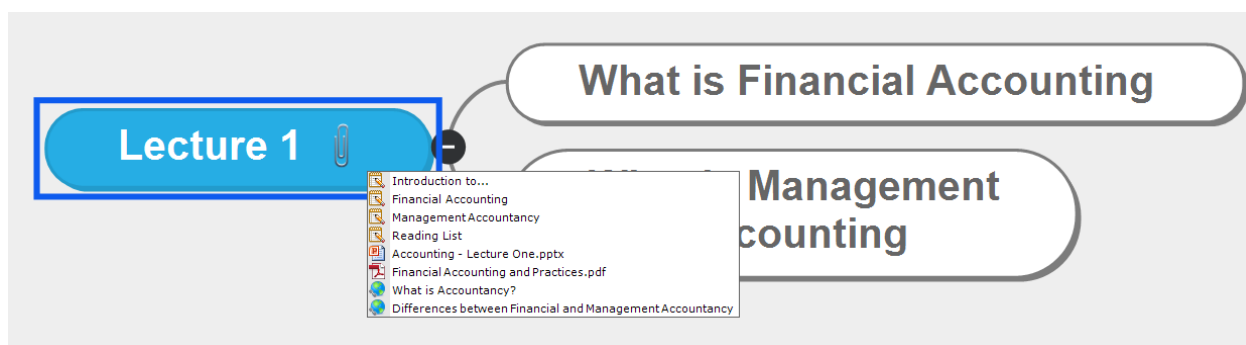 What is Financial Accounting
Lecture 1
Management
counting
Introduction to...
Financial Accounting
Management Accountancy
Reading List
Accounting - Lecture One.pptx
Financial Accounting and Practices.pdf
What is Accountancy?
Differences between Financial and Management Accountancy